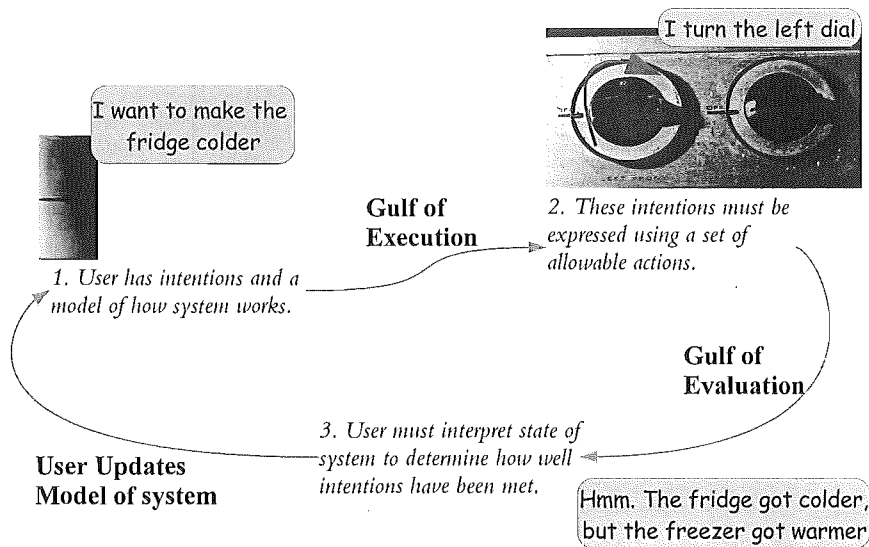 I turn the left dial
I want to make the
fridge colder
OFF
OFF
Gulf of
Execution
2. These intentions must be
expressed using a set of
allowable actions.
1. User has intentions and a
model of how system works.
Gulf of
Evaluation
3. User must interpret state of
system to determine how well
intentions have been met.
User Updates
Model of system
Hmm. The fridge got colder,
but the freezer got warmer